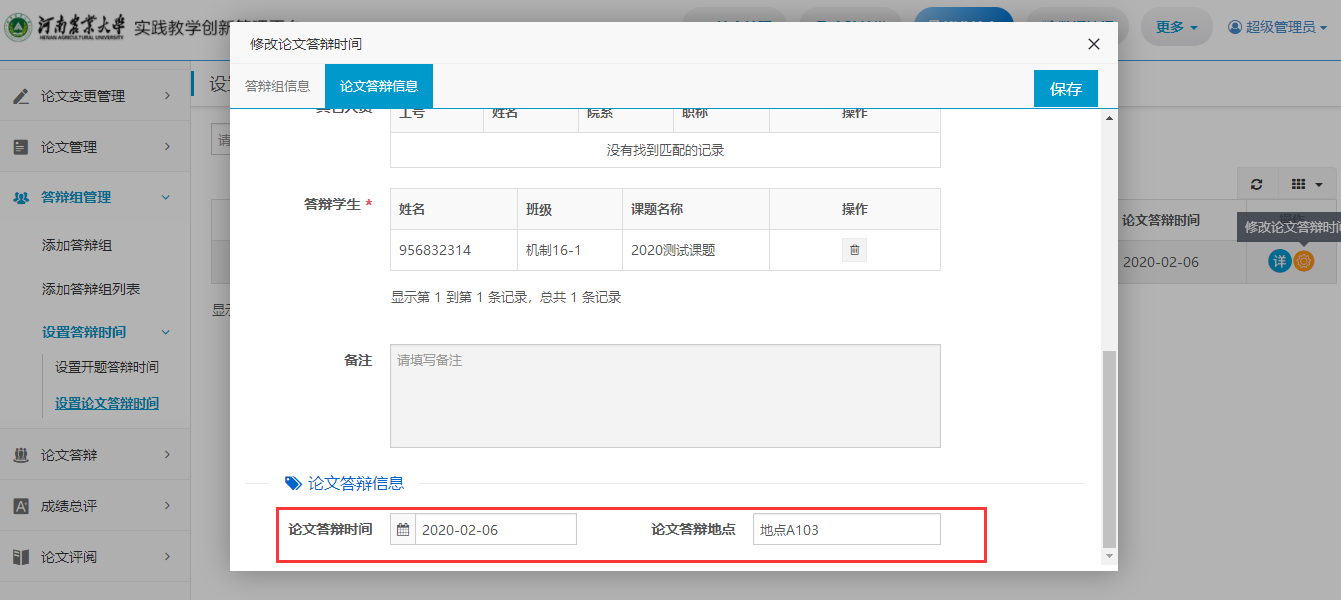 河南农业大学
HENAN AGRICULTURAL UNIVERSITY
实践教学创新
更多
超级管理员
修改论文答辩时间
答辩组信息
论文答辩信息
保存
论文变更管理
论文管理
答辩组管理
添加答辩组
添加答辩组列表
设置答辩时间
设置开题答辩时间
设置论文答辩时间
论文答辩
成绩总评
论文评阅
工号 姓名 院系 职称 操作
没有找到匹配的记录
答辩学生 *
姓名 班级 课题名称 操作
956832314 机制16-1 2020测试课题
显示第 1 到第 1 条记录，总共 1 条记录
备注
请填写备注
论文答辩信息
论文答辩时间 2020-02-06 论文答辩地点 地点A103
论文答辩时间
修改论文答辩时间
2020-02-06 详